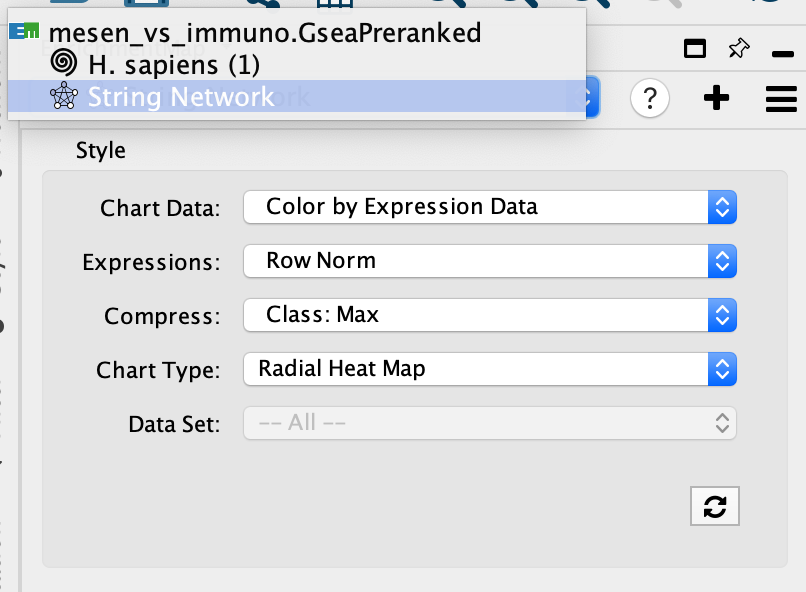 EM mesen_vs_immuno.GseaPreranked
H. sapiens (1)
String Network
?
Style
Chart Data: Color by Expression Data
Expressions: Row Norm
Compress: Class: Max
Chart Type: Radial Heat Map
Data Set: -- All --